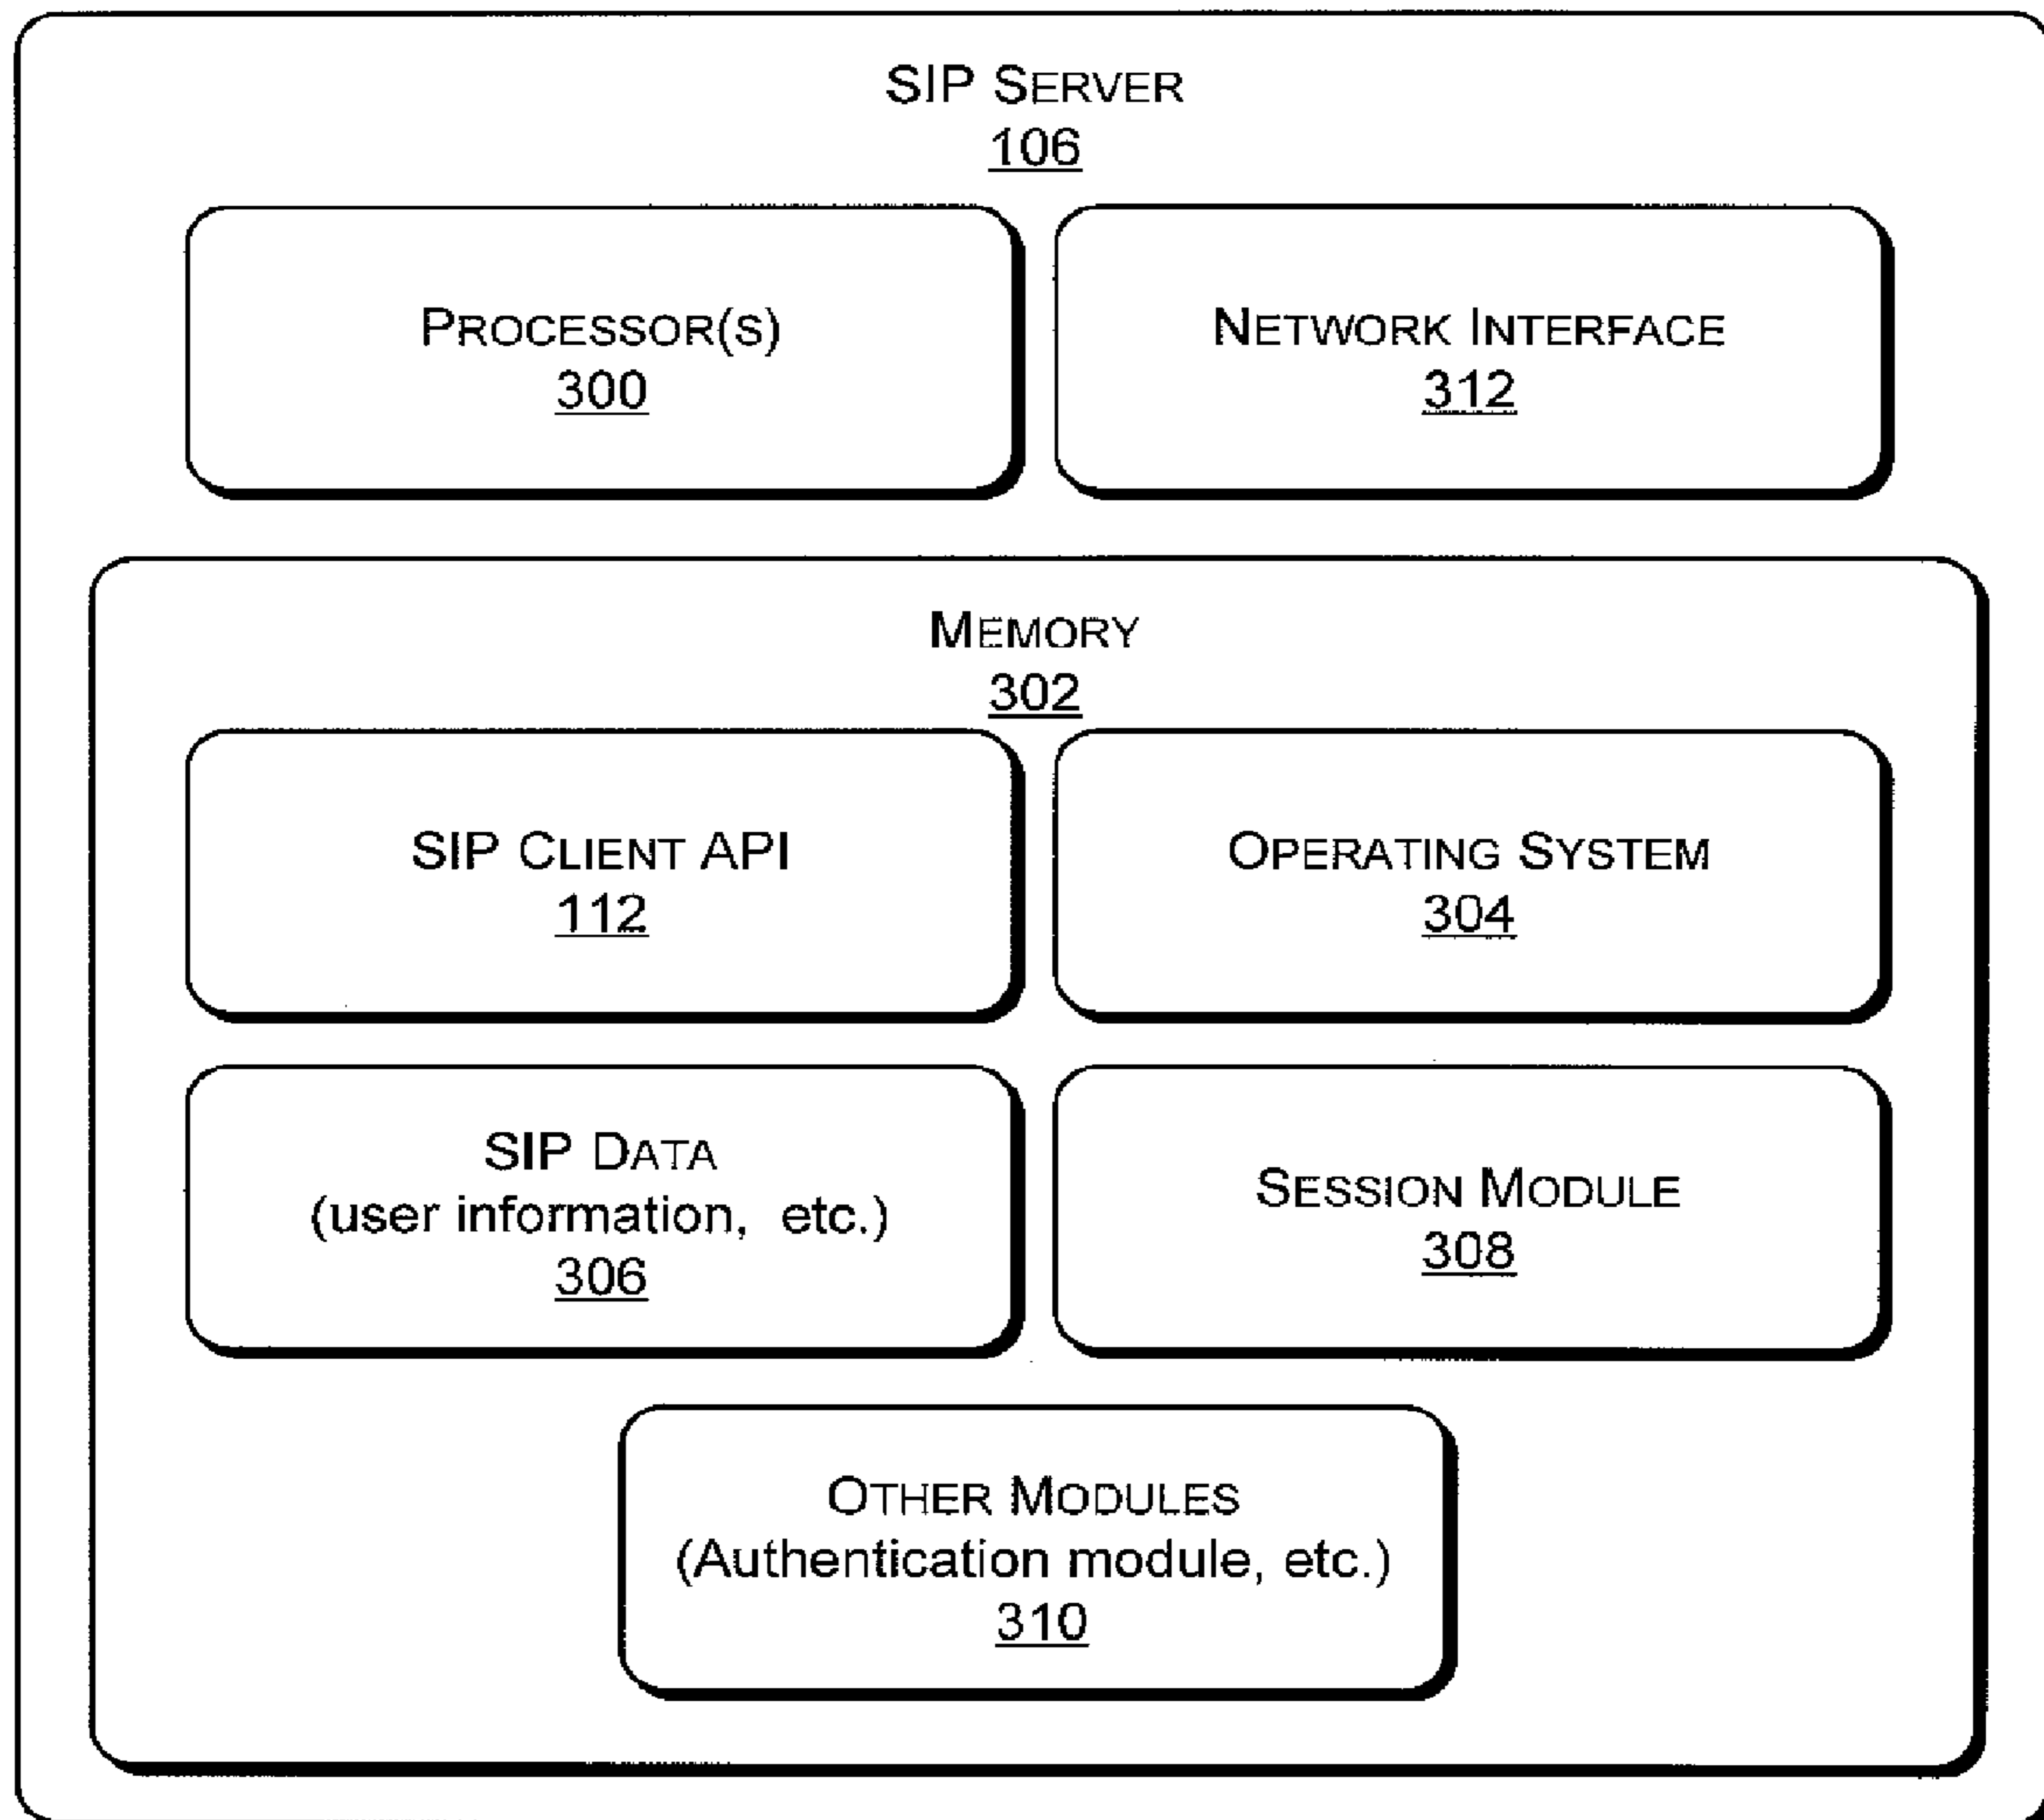 SIP SERVER
106
PROCESSOR(S)
300
NETWORK INTERFACE
312
MEMORY
302
SIP CLIENT API
112
OPERATING SYSTEM
304
SIP DATA
(user information, etc.)
306
SESSION MODULE
308
OTHER MODULES
(Authentication module, etc.)
310